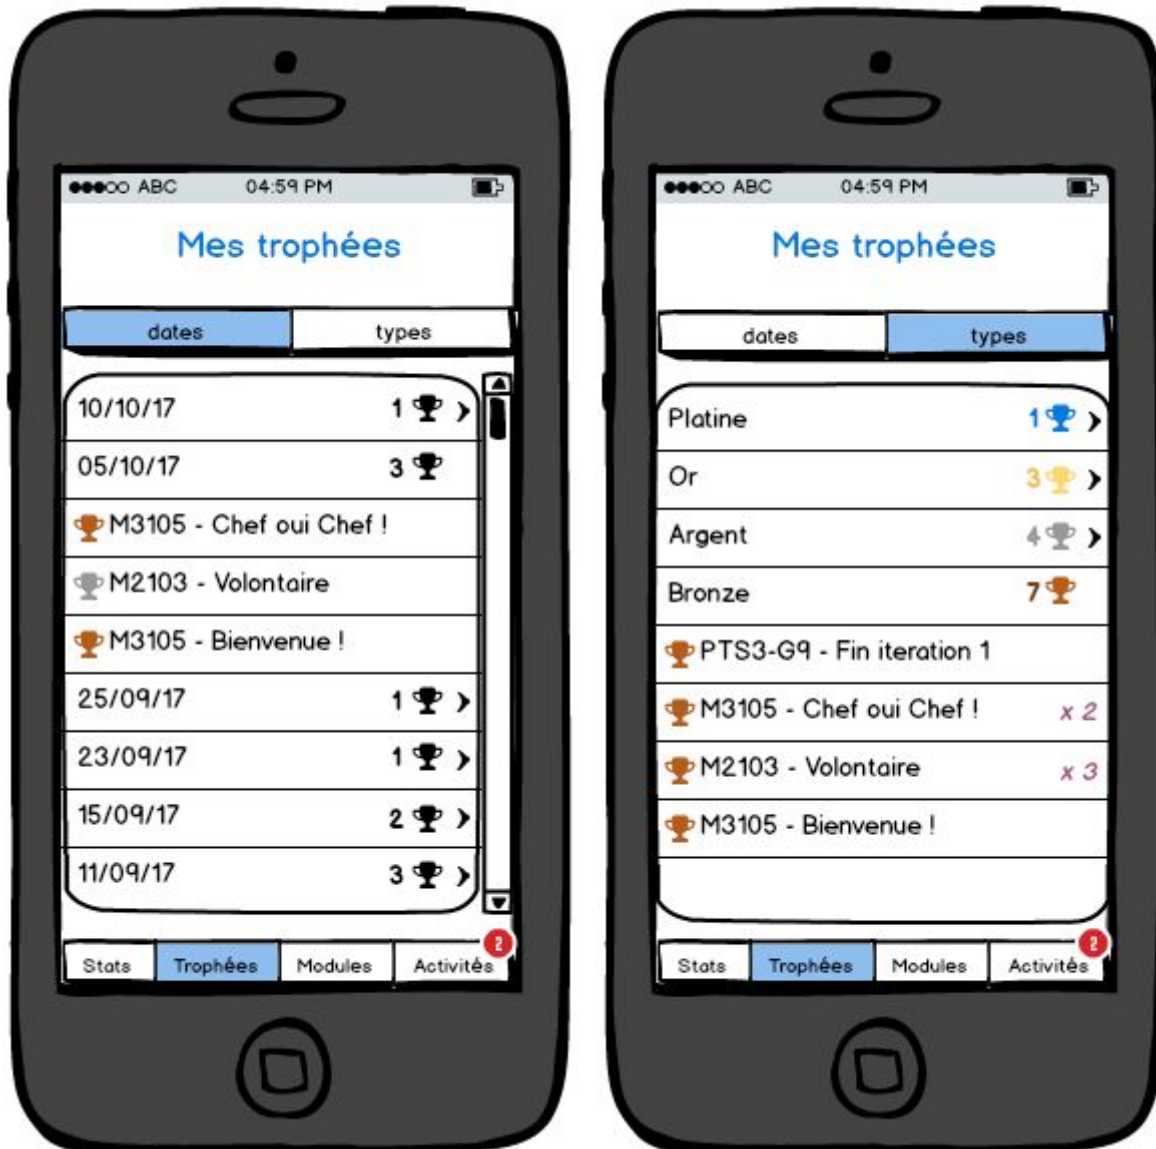 ABC 04:59 PM
Mes trophées
dates types
10/10/17 1
05/10/17 3
M3105 - Chef oui Chef !
M2103 - Volontaire
M3105 - Bienvenue !
25/09/17 1
23/09/17 1
15/09/17 2
11/09/17 3
2
Stats Trophées Modules Activités
ABC 04:59 PM
Mes trophées
dates types
Platine 1
Or 3
Argent 4
Bronze 7
PTS3-G9 - Fin iteration 1
M3105 - Chef oui Chef ! x 2
M2103 - Volontaire x 3
M3105 - Bienvenue !
2
Stats Trophées Modules Activités